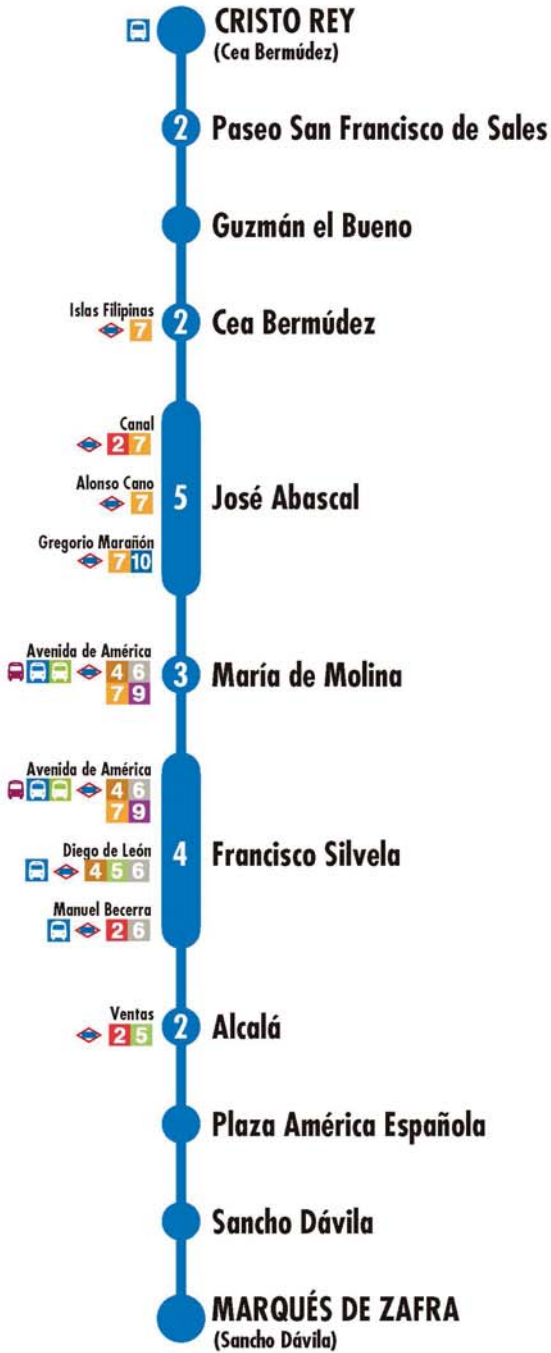 CRISTO REY
(Cea Bermúdez)
2 Paseo San Francisco de Sales
Guzmán el Bueno
Islas Filipinas
7
2 Cea Bermúdez
Canal
2 7
Alonso Cano
7
5 José Abascal
Gregorio Marañón
7 10
Avenida de América
4 6
7 9
3 María de Molina
Avenida de América
4 6
7 9
Diego de León
4 5 6
4 Francisco Silvela
Manuel Becerra
2 6
Ventas
2 5
2 Alcalá
Plaza América Española
Sancho Dávila
MARQUÉS DE ZAFRA
(Sancho Dávila)